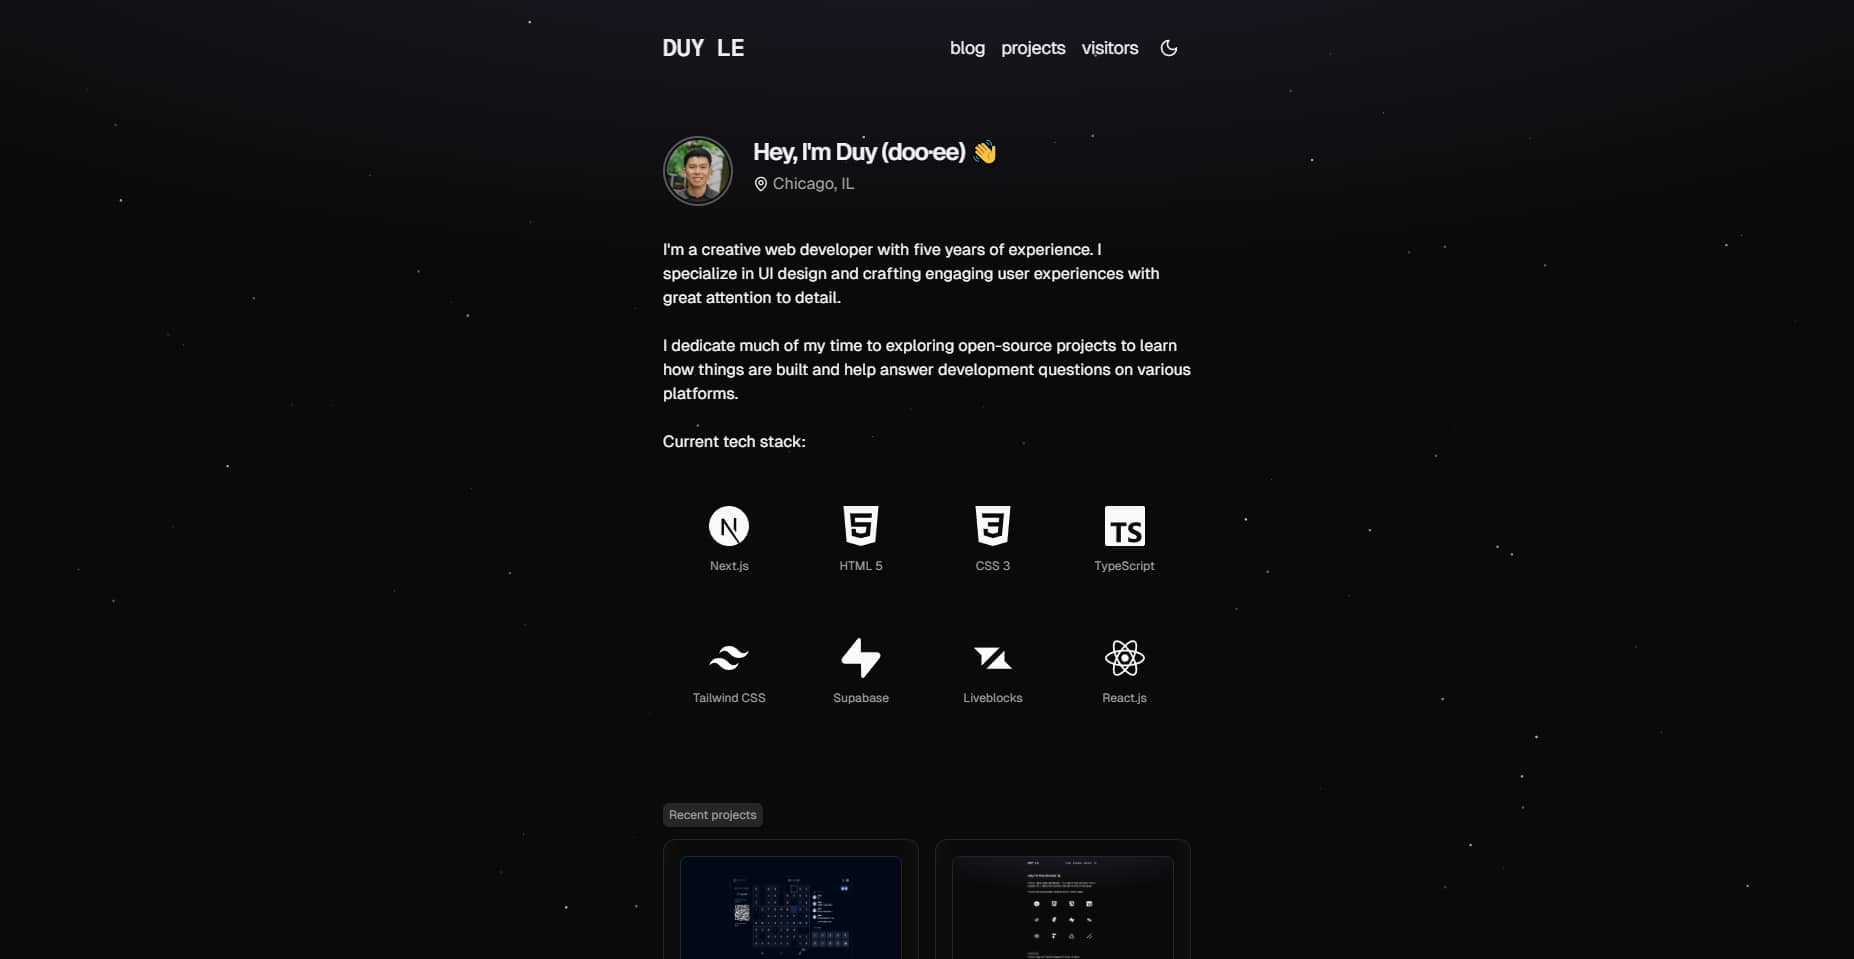 DUY LE
blog projects visitors
Hey, I'm Duy (doo·ee) 👋
Chicago, IL
I'm a creative web developer with five years of experience. I
specialize in UI design and crafting engaging user experiences with
great attention to detail.
I dedicate much of my time to exploring open-source projects to learn
how things are built and help answer development questions on various
platforms.
Current tech stack:
N 5 3 TS
Next.js HTML 5 CSS 3 TypeScript
Tailwind CSS Supabase Liveblocks React.js
Recent projects